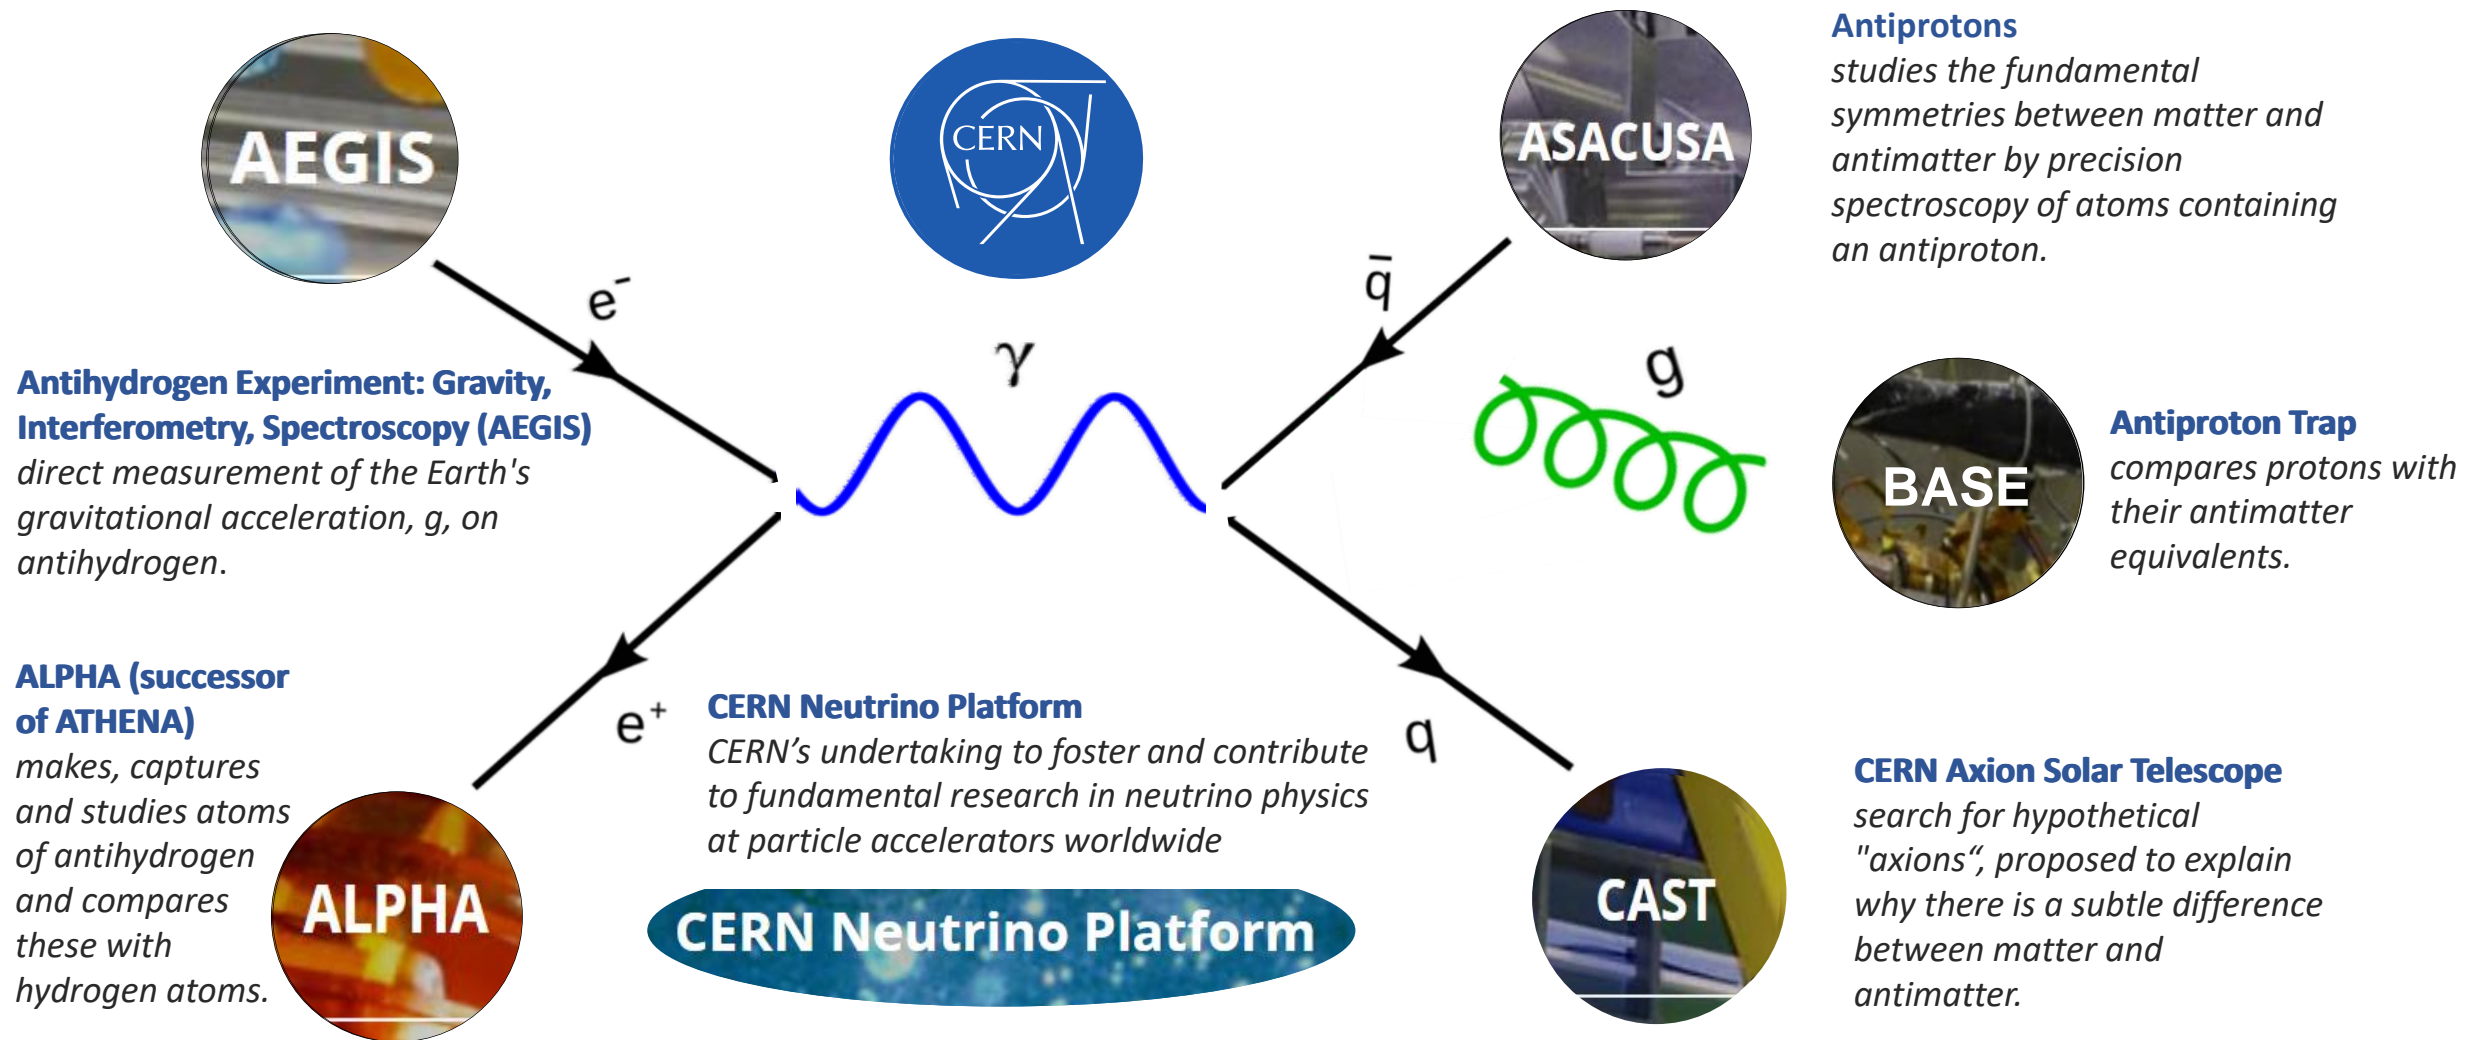 AEGIS
Antihydrogen Experiment: Gravity,
Interferometry, Spectroscopy (AEGIS)
direct measurement of the Earth's
gravitational acceleration, g, on
antihydrogen.
ALPHA (successor
of ATHENA)
makes, captures
and studies atoms
of antihydrogen
and compares
these with
hydrogen atoms.
ALPHA
CERN
e-
γ
e+
q̄
g
q
CERN Neutrino Platform
CERN’s undertaking to foster and contribute
to fundamental research in neutrino physics
at particle accelerators worldwide
CERN Neutrino Platform
ASACUSA
Antiprotons
studies the fundamental
symmetries between matter and
antimatter by precision
spectroscopy of atoms containing
an antiproton.
BASE
Antiproton Trap
compares protons with
their antimatter
equivalents.
CAST
CERN Axion Solar Telescope
search for hypothetical
"axions“, proposed to explain
why there is a subtle difference
between matter and
antimatter.